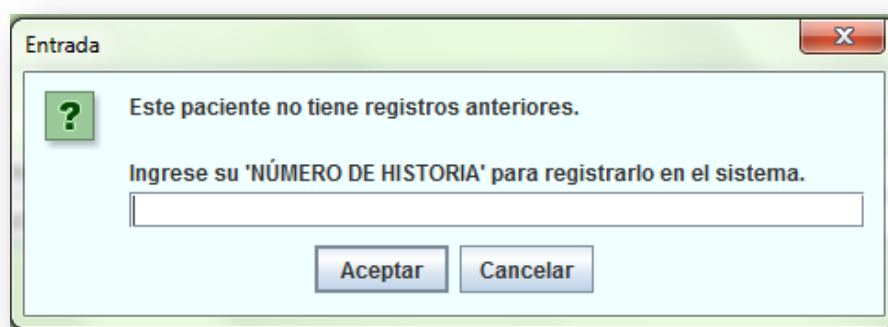 Entrada
Este paciente no tiene registros anteriores.
Ingrese su 'NÚMERO DE HISTORIA' para registrarlo en el sistema.
Aceptar
Cancelar